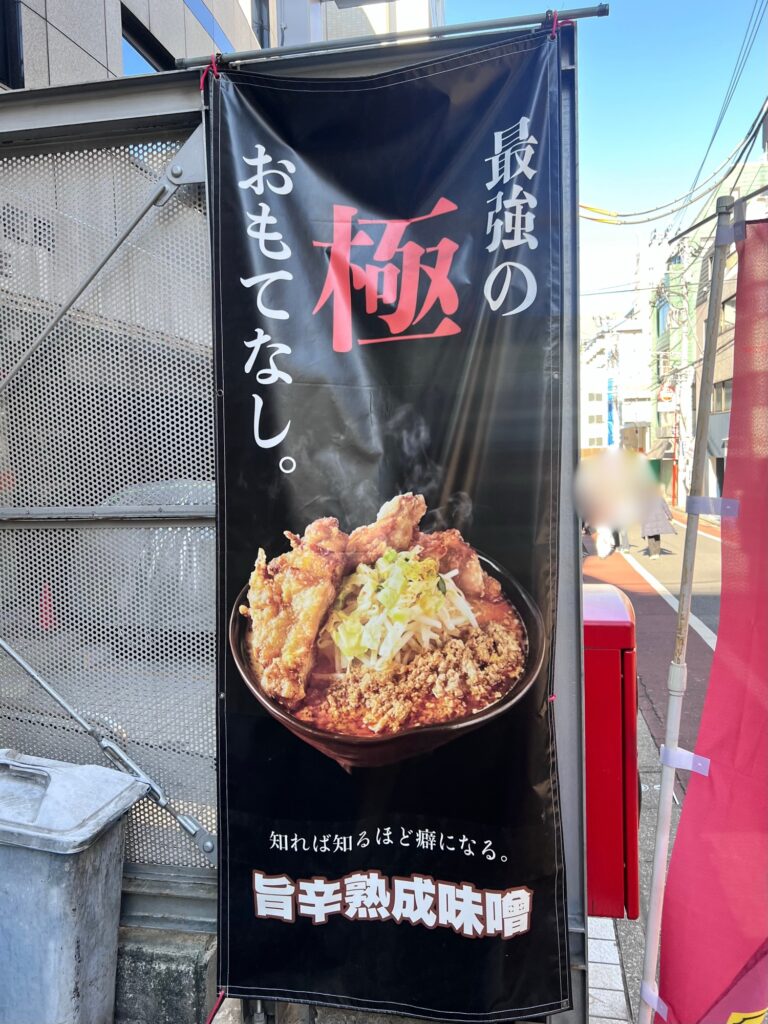 最強の
極
おもてなし。
知れば知るほど癖になる。
旨辛熟成味噌